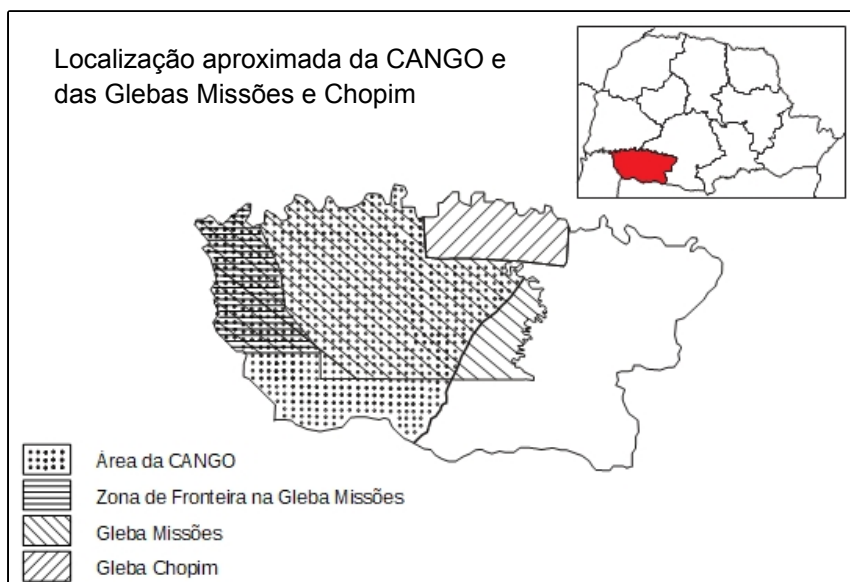 Localização aproximada da CANGO e
das Glebas Missões e Chopim
Área da CANGO
Zona de Fronteira na Gleba Missões
Gleba Missões
Gleba Chopim